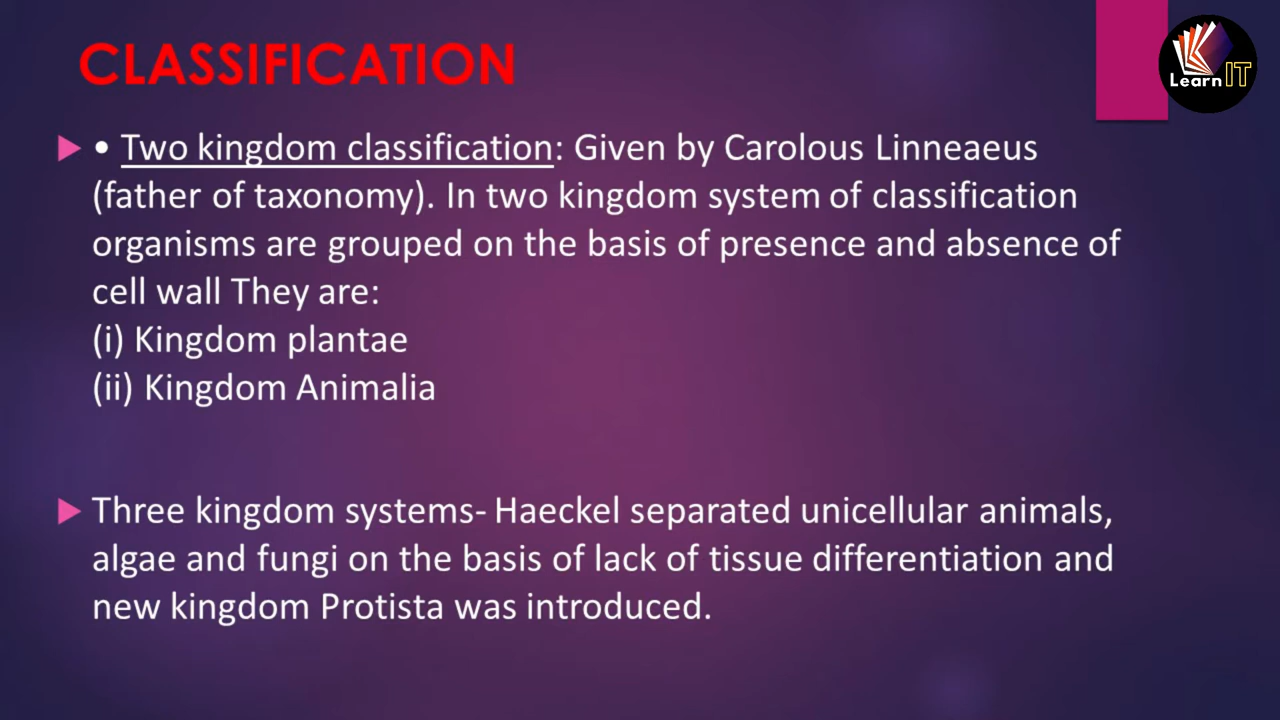 CLASSIFICATION
Learn IT
• Two kingdom classification: Given by Carolous Linneaeus
(father of taxonomy). In two kingdom system of classification
organisms are grouped on the basis of presence and absence of
cell wall They are:
(i) Kingdom plantae
(ii) Kingdom Animalia
Three kingdom systems- Haeckel separated unicellular animals,
algae and fungi on the basis of lack of tissue differentiation and
new kingdom Protista was introduced.